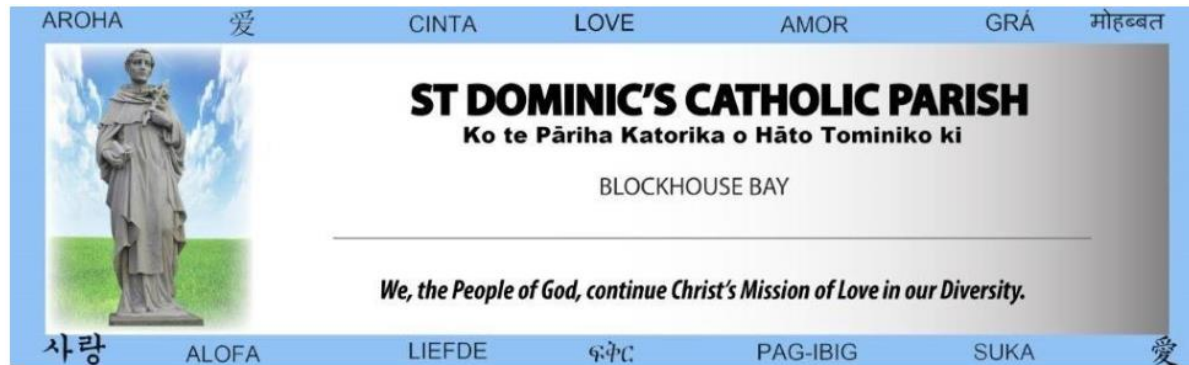 AROHA 爱 CINTA LOVE AMOR GRÁ मोहब्बत
ST DOMINIC'S CATHOLIC PARISH
Ko te Pāriha Katorika o Hāto Tominiko ki
BLOCKHOUSE BAY
We, the People of God, continue Christ's Mission of Love in our Diversity.
사랑 ALOFA LIEFDE ፍቅር PAG-IBIG SUKA 愛